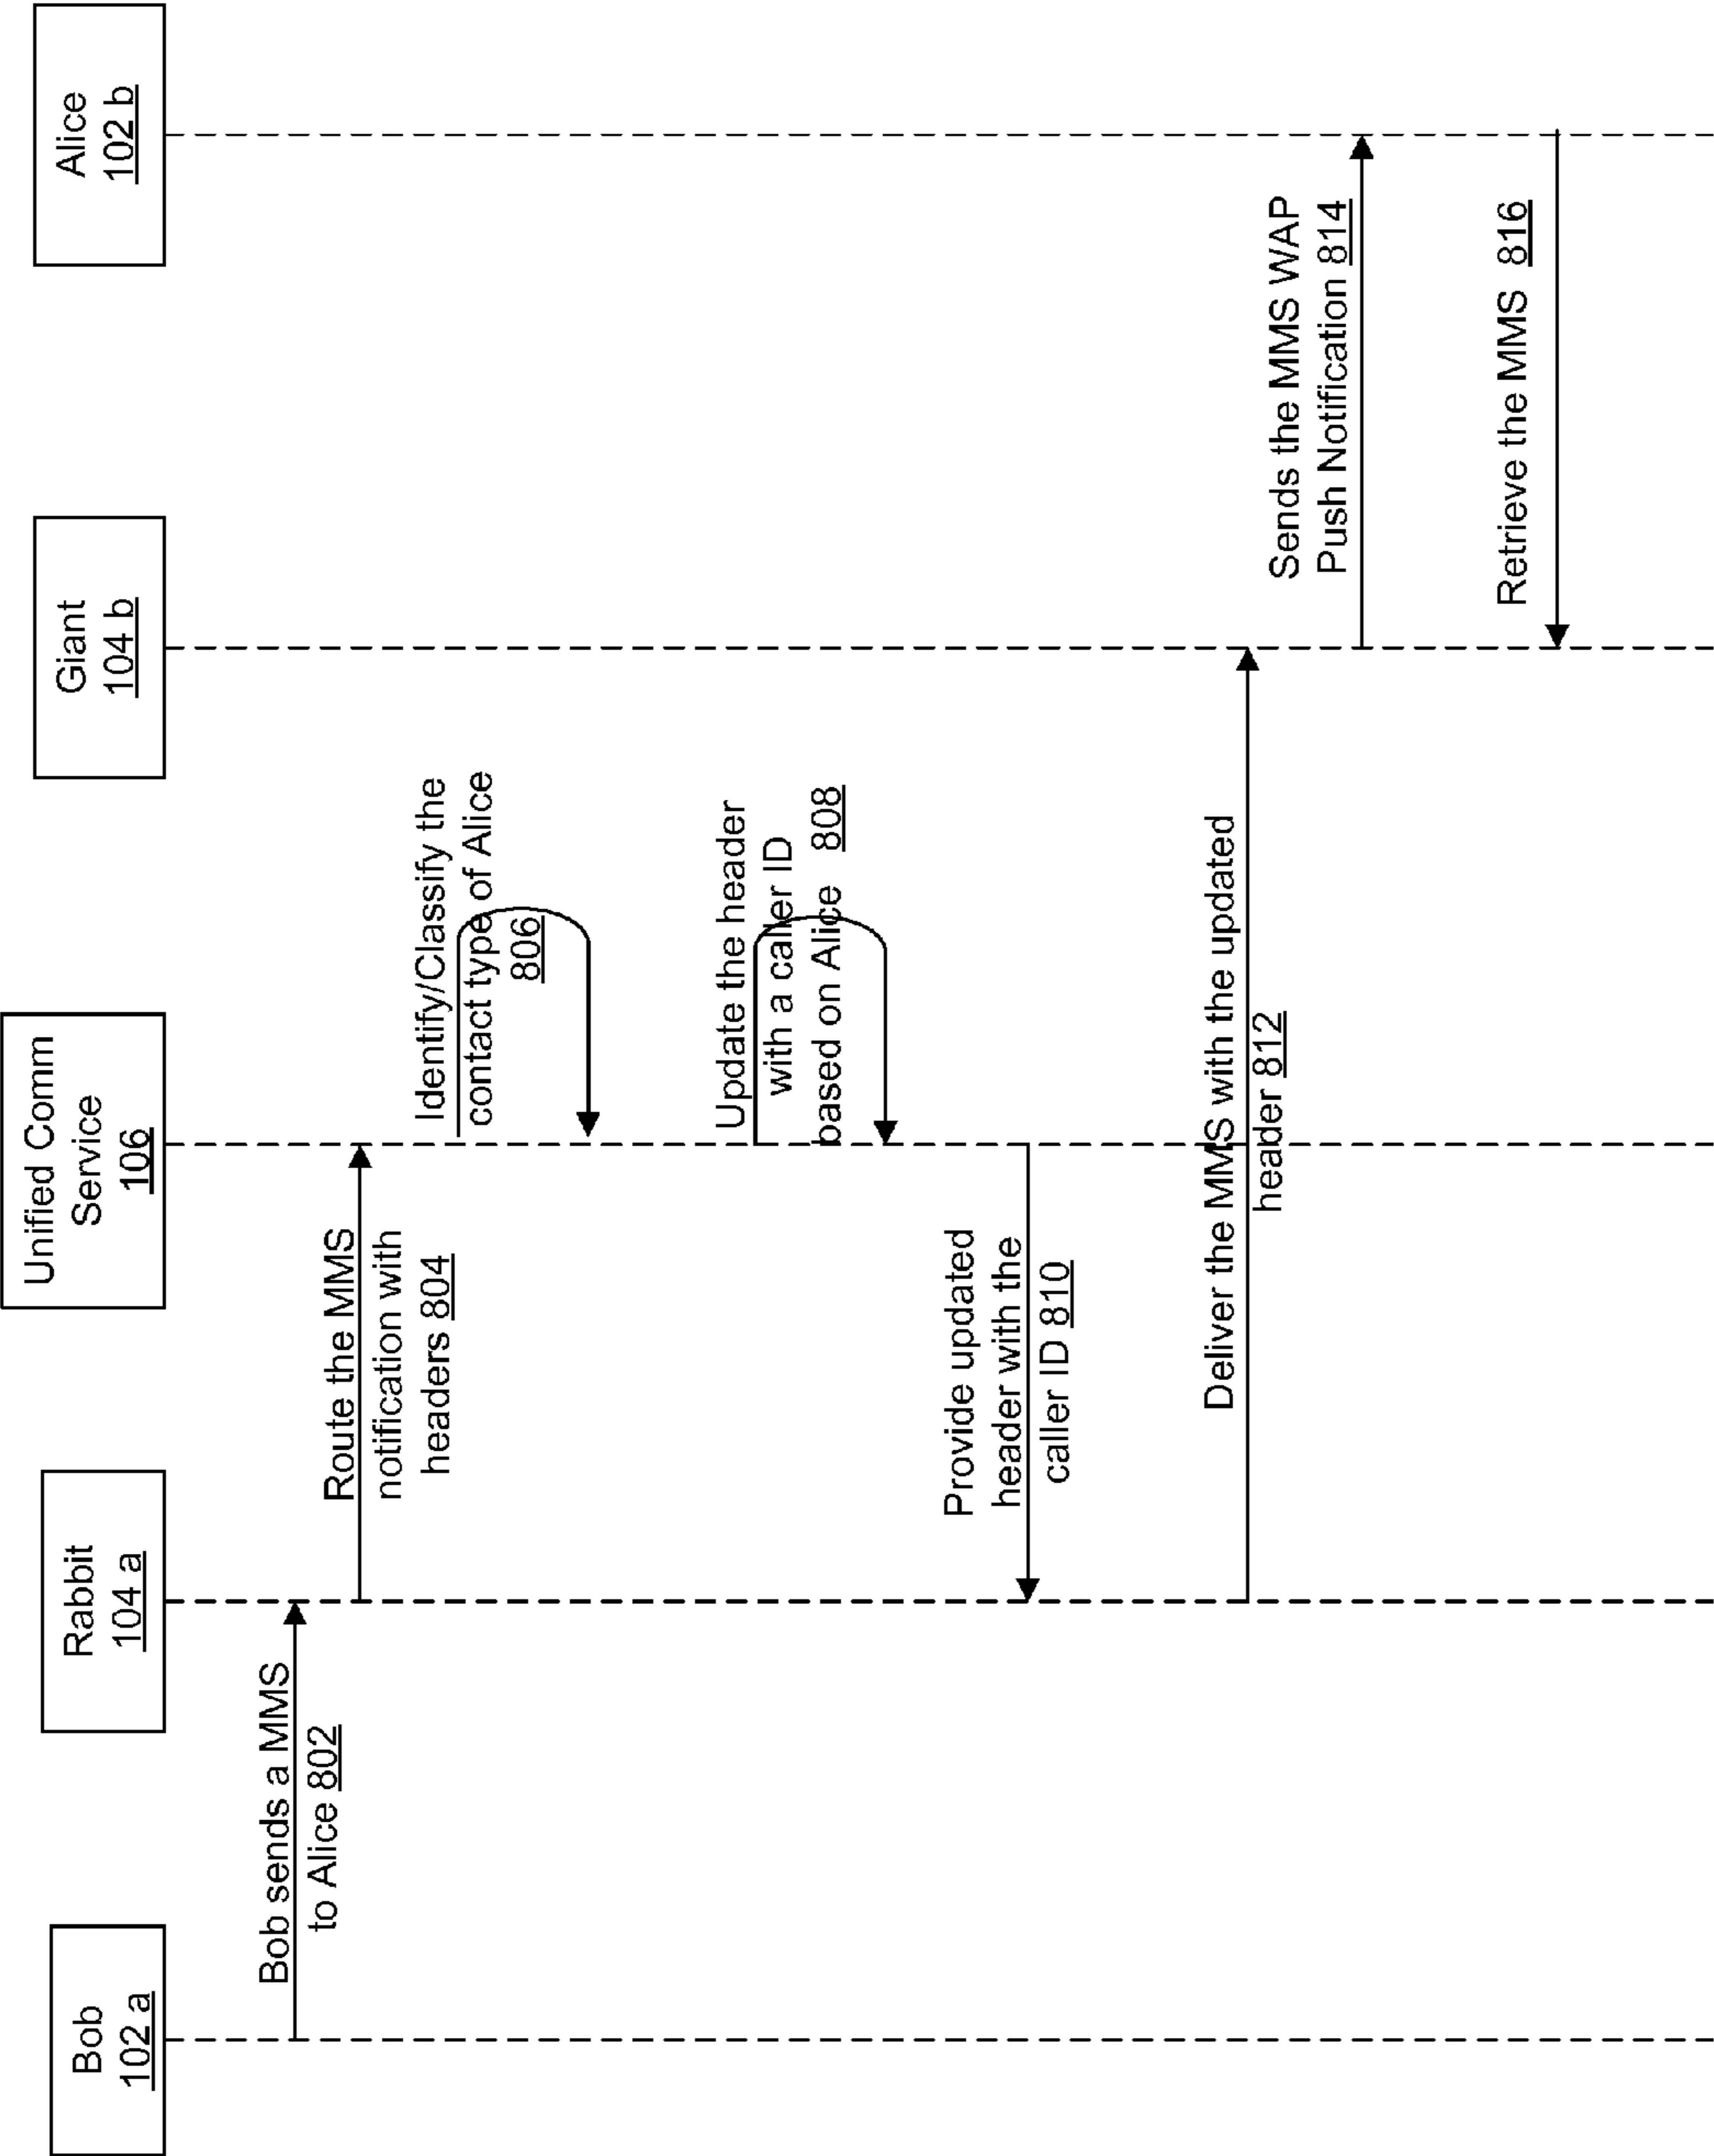 Bob
102 a
Rabbit
104 a
Unified Comm
Service
106
Giant
104 b
Alice
102 b
Bob sends a MMS
to Alice 802
Route the MMS
notification with
headers 804
Identify/Classify the
contact type of Alice
806
Update the header
with a caller ID
based on Alice 808
Provide updated
header with the
caller ID 810
Deliver the MMS with the updated
header 812
Sends the MMS WAP
Push Notification 814
Retrieve the MMS 816